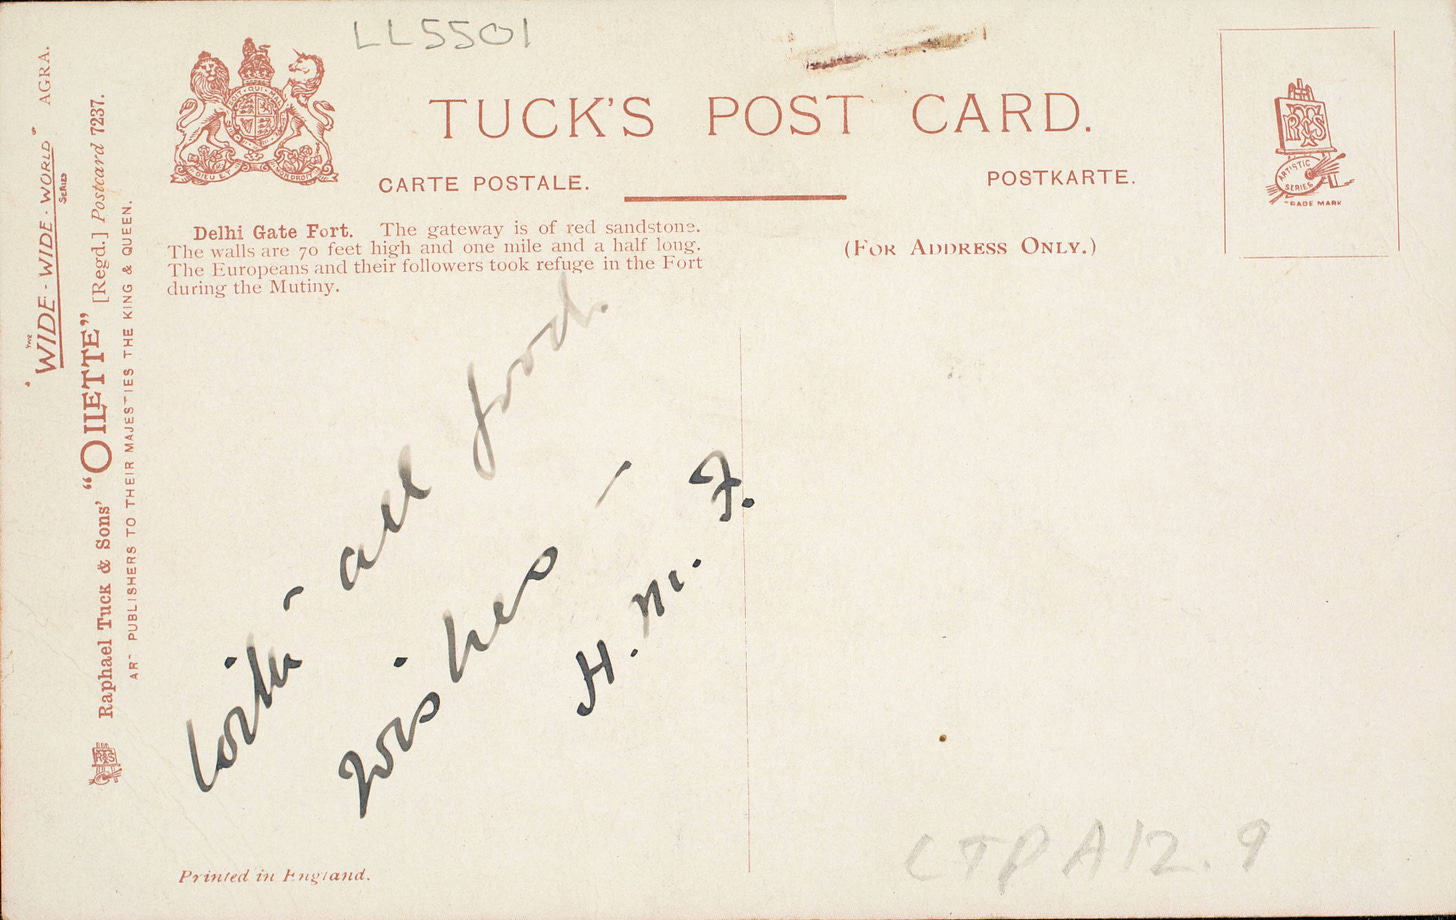 LL5501
TUCK'S POST CARD.
CARTE POSTALE.
POSTKARTE.
(FOR ADDRESS ONLY.)
Delhi Gate Fort. The gateway is of red sandstone.
The walls are 70 feet high and one mile and a half long.
The Europeans and their followers took refuge in the Fort
during the Mutiny.
"THE WIDE-WIDE-WORLD" SERIES AGRA.
Raphael Tuck & Sons' "OILETTE" [Regd.] Postcard 7237.
ART PUBLISHERS TO THEIR MAJESTIES THE KING & QUEEN.
RTS
ARTISTIC
SERIES
TRADE MARK
DIEU ET MON DROIT
With all good
wishes –
H. M. F.
Printed in England.
LTP A12.9